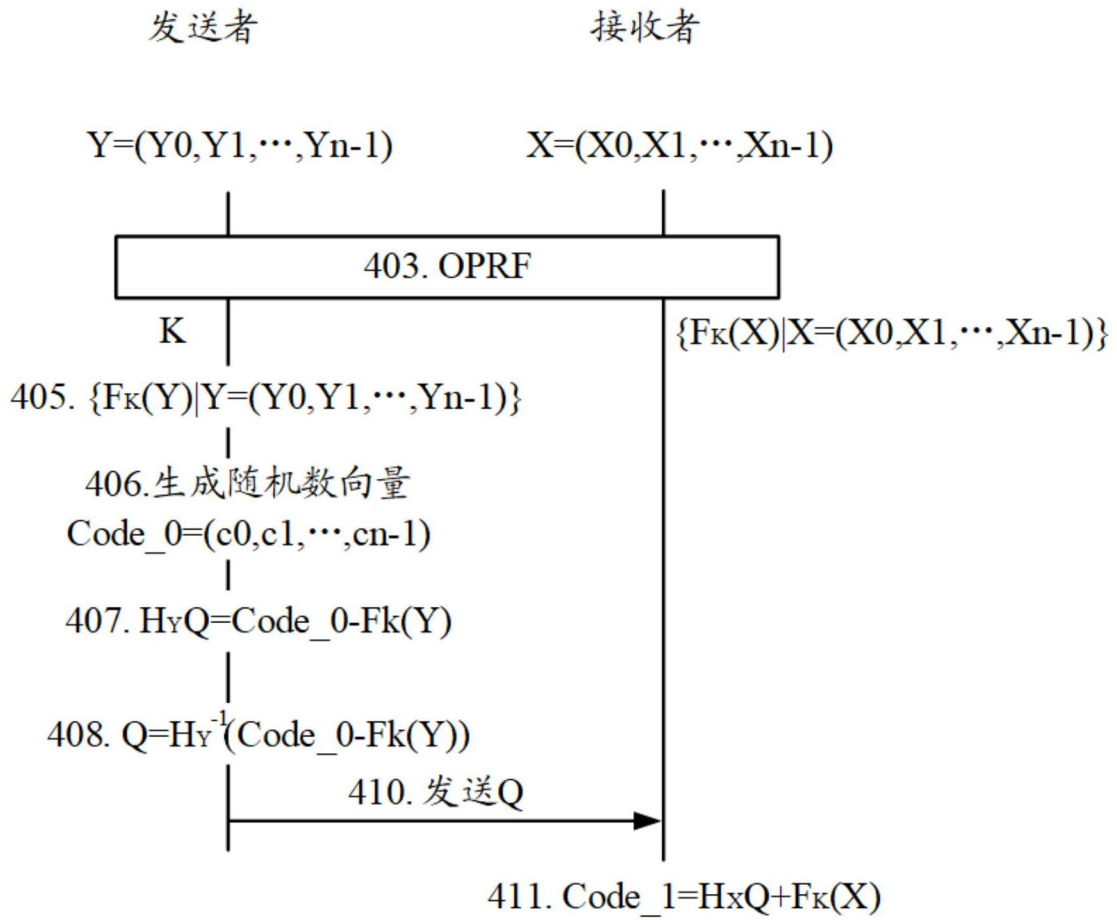 发送者 接收者
Y=(Y0,Y1,···,Yn-1) X=(X0,X1,···,Xn-1)
403. OPRF
K {FK(X)|X=(X0,X1,···,Xn-1)}
405. {FK(Y)|Y=(Y0,Y1,···,Yn-1)}
406.生成随机数向量
Code_0=(c0,c1,···,cn-1)
407. HYQ=Code_0-Fk(Y)
408. Q=HY-1(Code_0-Fk(Y))
410. 发送Q
411. Code_1=HXQ+FK(X)